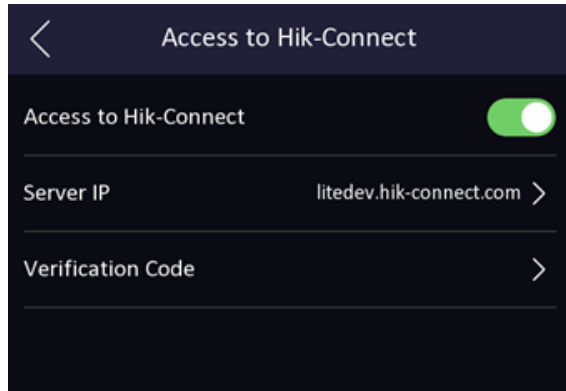 Access to Hik-Connect
Access to Hik-Connect
Server IP litedev.hik-connect.com
Verification Code